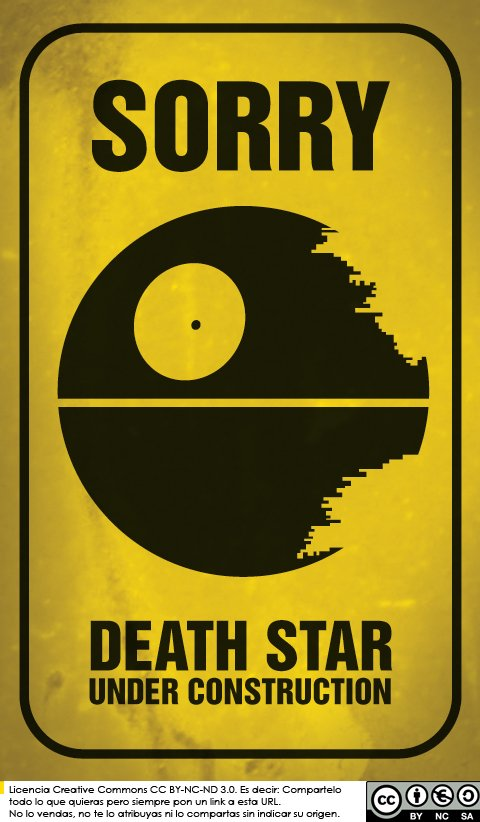 SORRY
DEATH STAR
UNDER CONSTRUCTION
Licencia Creative Commons CC BY-NC-ND 3.0. Es decir: Compartelo
todo lo que quieras pero siempre pon un link a esta URL.
No lo vendas, no te lo atribuyas ni lo compartas sin indicar su origen.
cc
BY NC SA